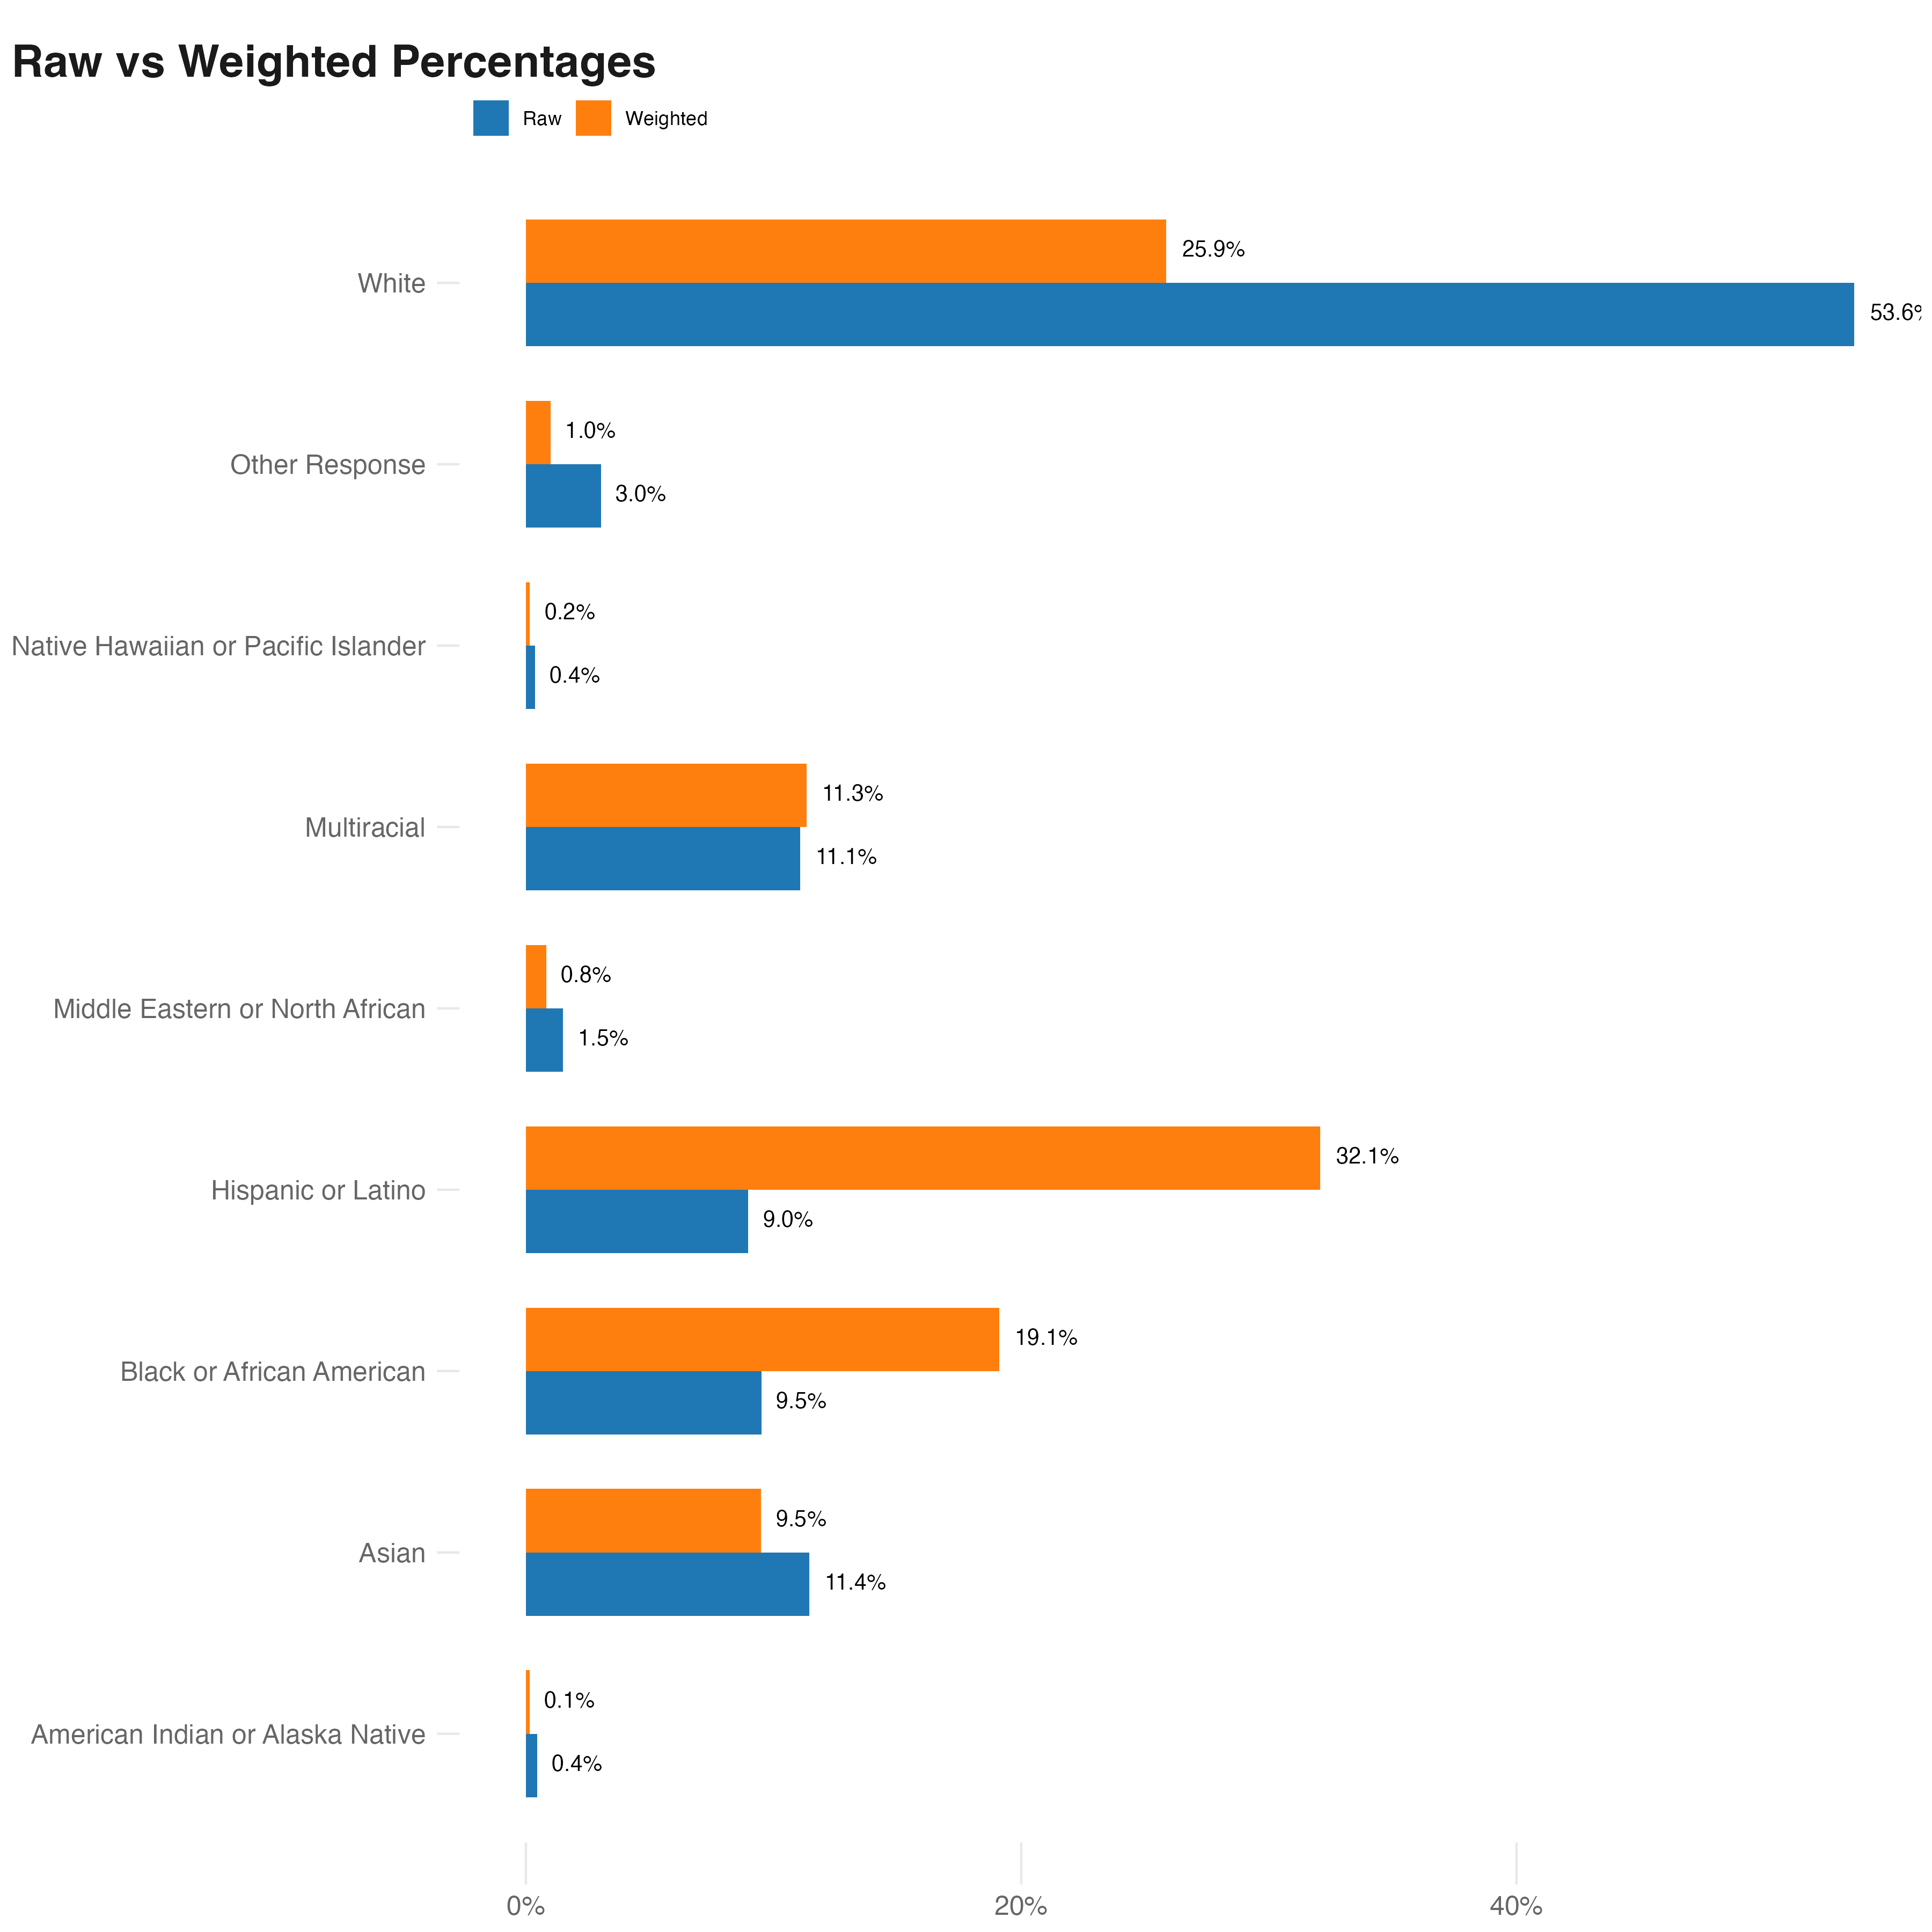 Raw vs Weighted Percentages
Raw Weighted
White
25.9%
53.6%
Other Response
1.0%
3.0%
Native Hawaiian or Pacific Islander
0.2%
0.4%
Multiracial
11.3%
11.1%
Middle Eastern or North African
0.8%
1.5%
Hispanic or Latino
32.1%
9.0%
Black or African American
19.1%
9.5%
Asian
9.5%
11.4%
American Indian or Alaska Native
0.1%
0.4%
0% 20% 40%